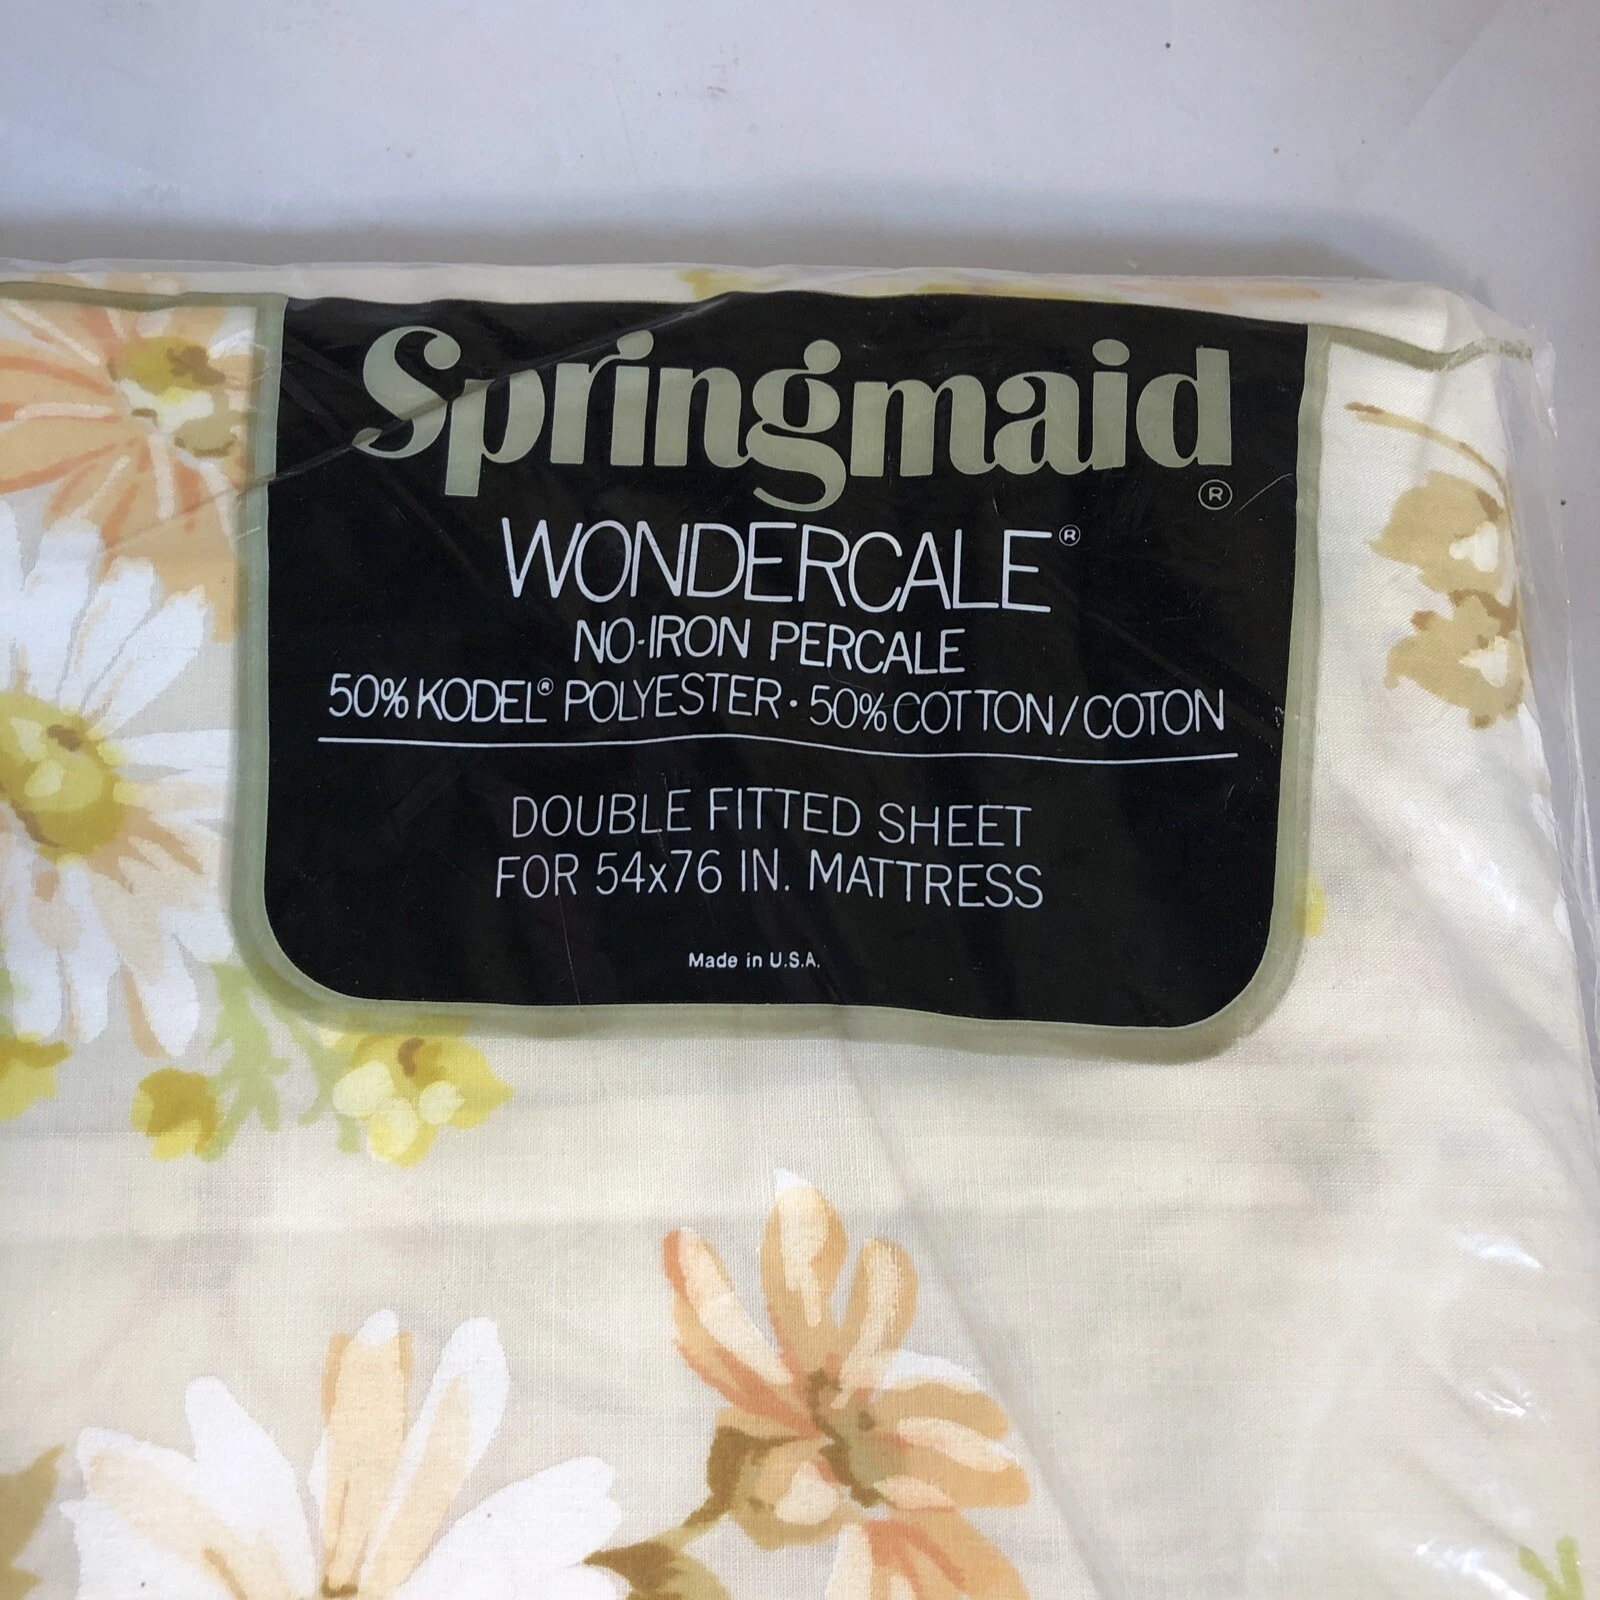 Springmaid®
WONDERCALE®
NO-IRON PERCALE
50% KODEL® POLYESTER · 50% COTTON/COTON
DOUBLE FITTED SHEET
FOR 54x76 IN. MATTRESS
Made in U.S.A.